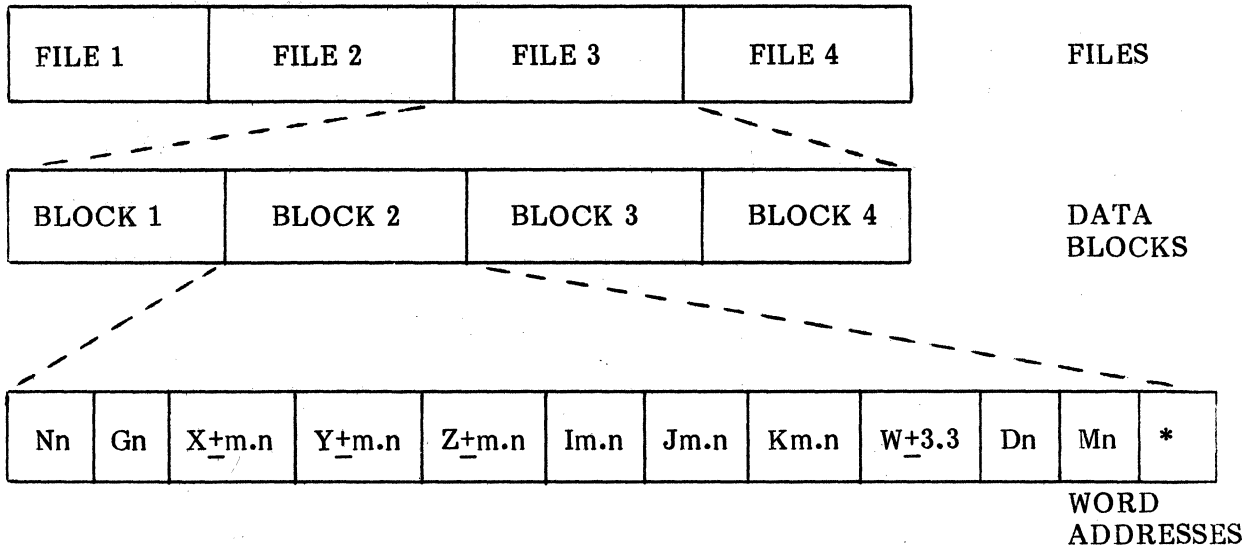 FILE 1 FILE 2 FILE 3 FILE 4 FILES
BLOCK 1 BLOCK 2 BLOCK 3 BLOCK 4 DATA
BLOCKS
Nn Gn X±m.n Y±m.n Z±m.n Im.n Jm.n Km.n W±3.3 Dn Mn *
WORD
ADDRESSES